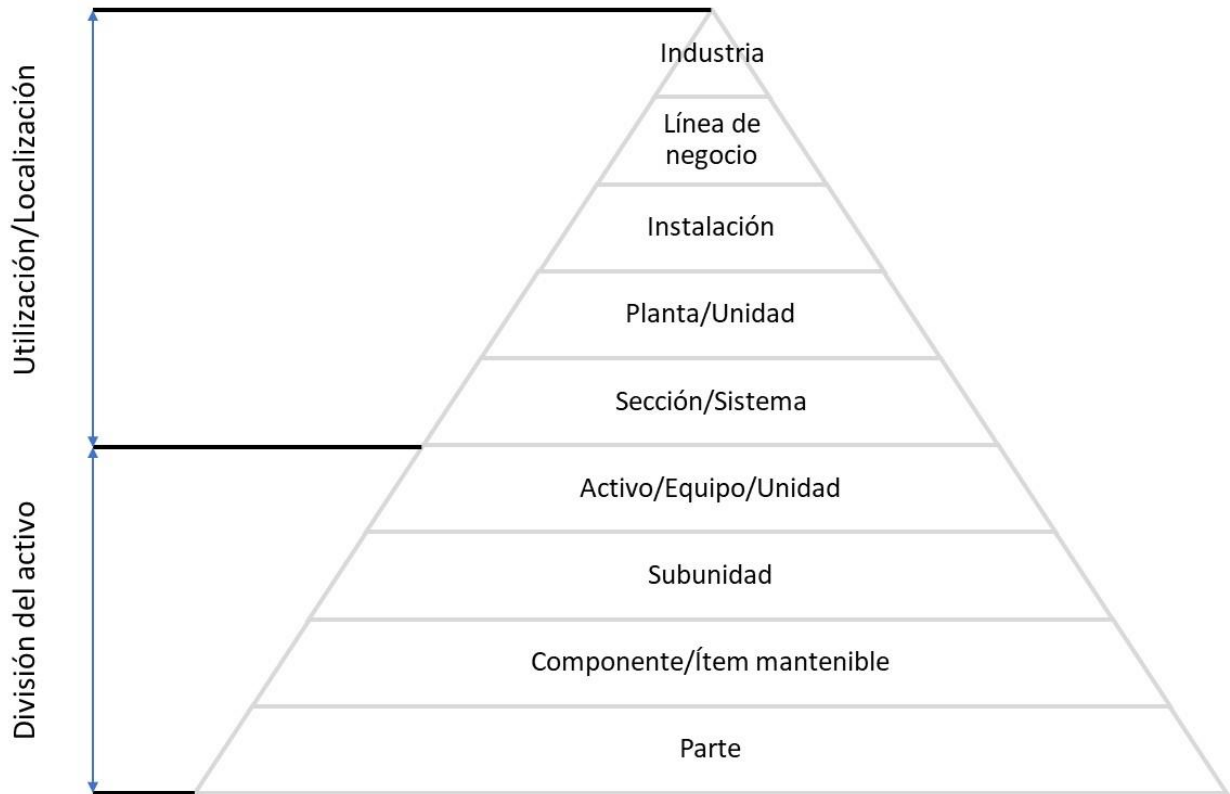 Utilización/Localización
División del activo
Industria
Línea de
negocio
Instalación
Planta/Unidad
Sección/Sistema
Activo/Equipo/Unidad
Subunidad
Componente/Ítem mantenible
Parte